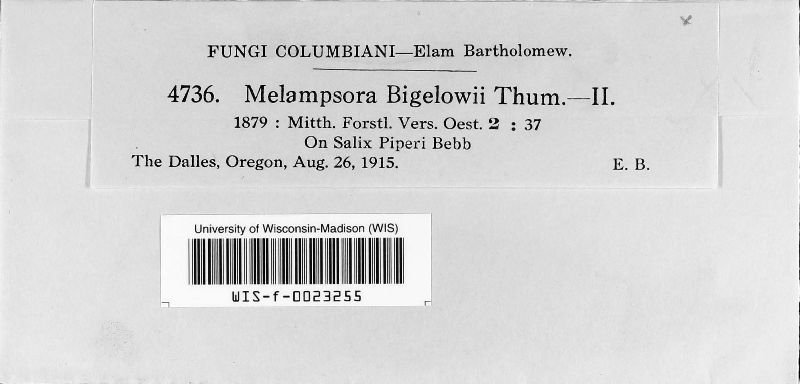 FUNGI COLUMBIANI—Elam Bartholomew.
4736. Melampsora Bigelowii Thum.—II.
1879 : Mitth. Forstl. Vers. Oest. 2 : 37
On Salix Piperi Bebb
The Dalles, Oregon, Aug. 26, 1915. E. B.
University of Wisconsin-Madison (WIS)
WIS-f-0023255